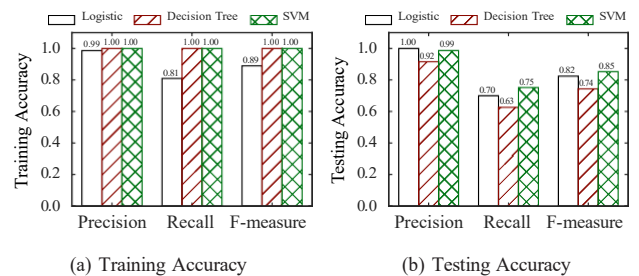 Logistic Decision Tree SVM
Training Accuracy
1.0
0.8
0.6
0.4
0.2
0.0
0.99 1.00 1.00
0.81 1.00 1.00
0.89 1.00 1.00
Precision Recall F-measure
(a) Training Accuracy
Logistic Decision Tree SVM
Testing Accuracy
1.0
0.8
0.6
0.4
0.2
0.0
1.00 0.92 0.99
0.70 0.63 0.75
0.82 0.74 0.85
Precision Recall F-measure
(b) Testing Accuracy